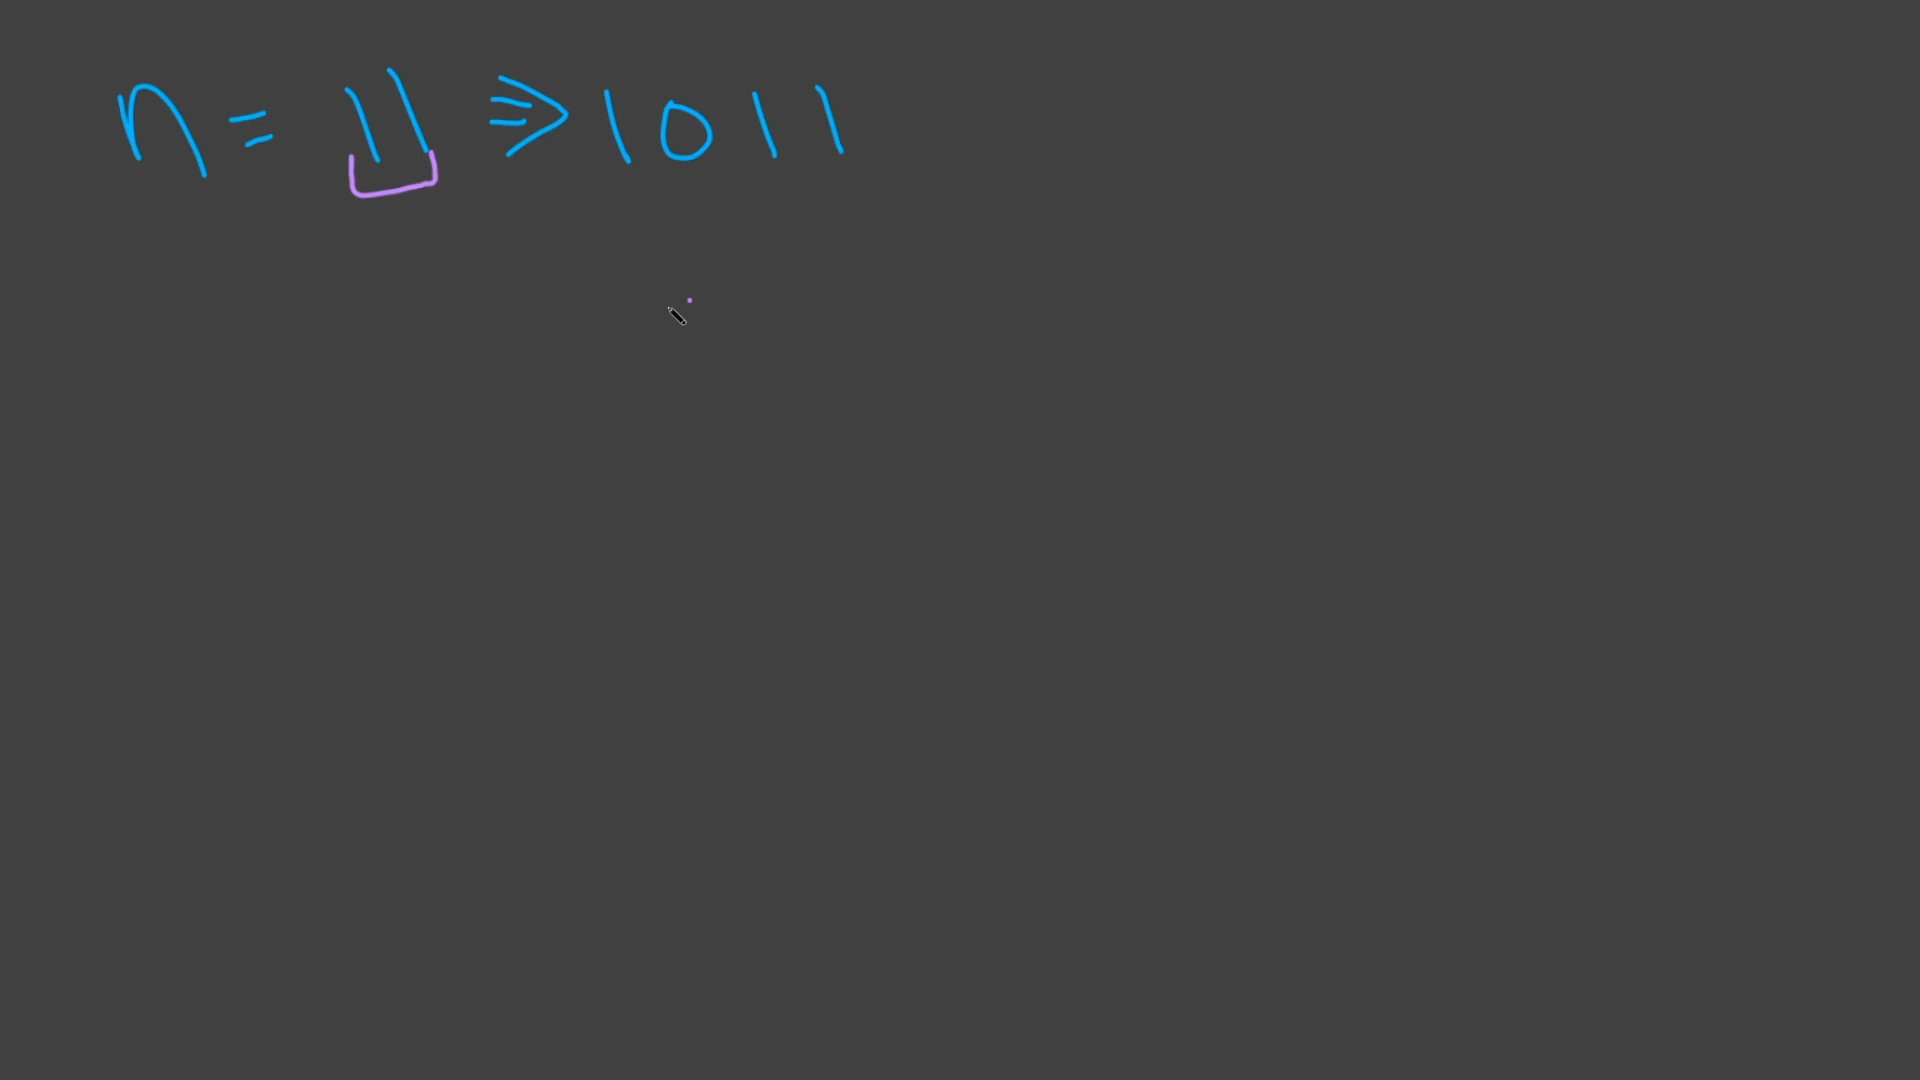 n = 11 ⇒ 1011